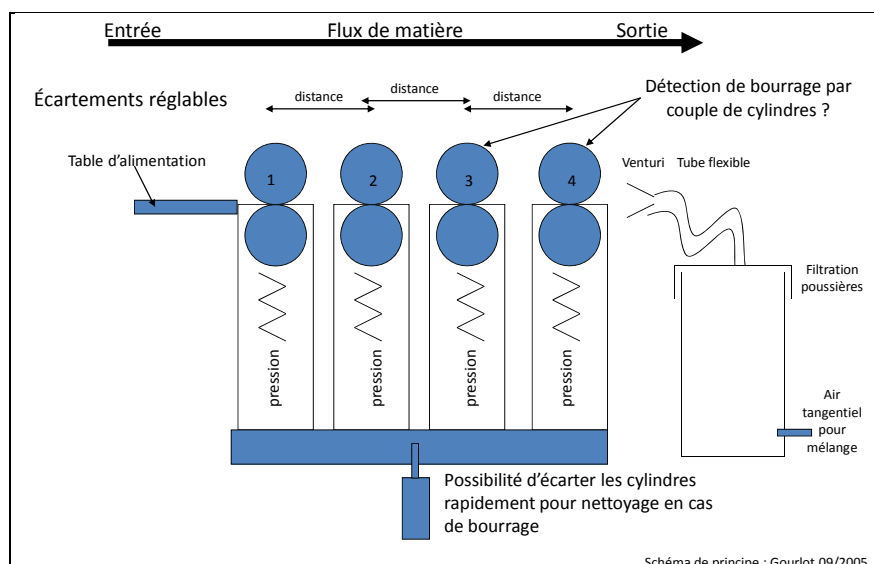 Entrée
Flux de matière
Sortie
Écartements réglables
distance
distance
distance
Détection de bourrage par
couple de cylindres ?
Table d’alimentation
1
2
3
4
Venturi
Tube flexible
Filtration
poussières
pression
pression
pression
pression
Air
tangentiel
pour
mélange
Possibilité d’écarter les cylindres
rapidement pour nettoyage en cas
de bourrage
Schéma de principe : Gourlot 09/2005